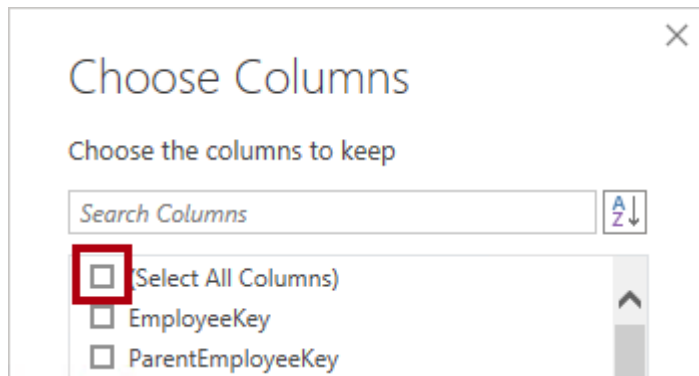 Choose Columns
Choose the columns to keep
Search Columns
A
Z
(Select All Columns)
EmployeeKey
ParentEmployeeKey